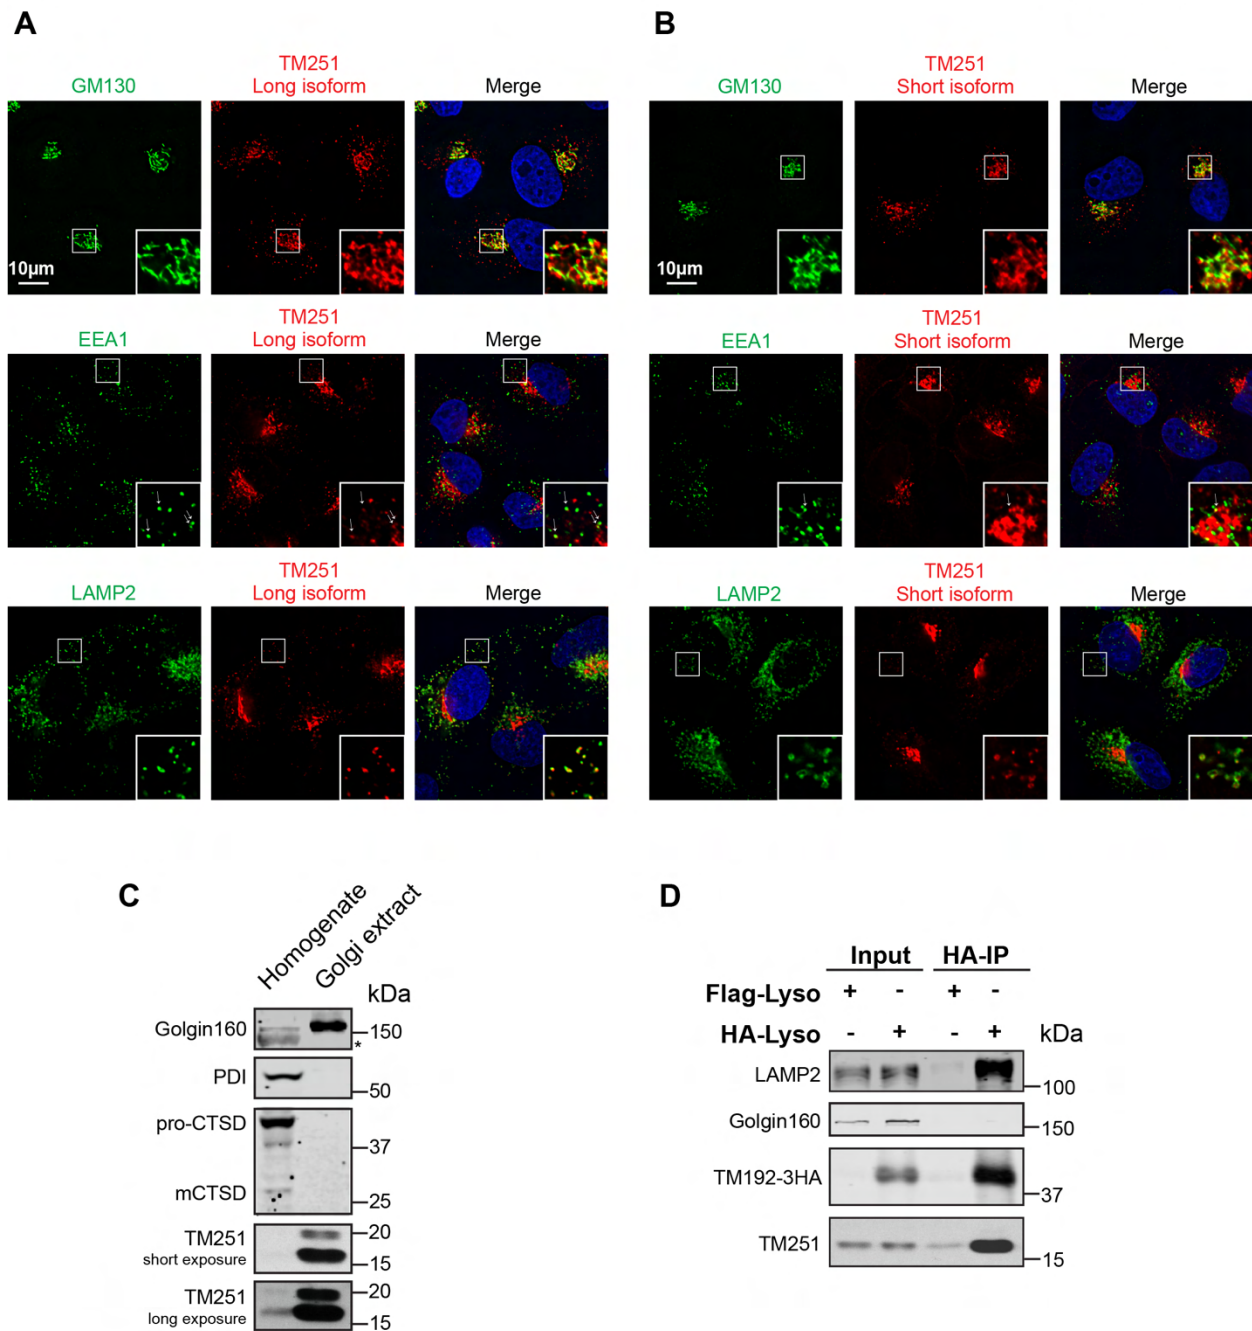 A
GM130
TM251
Long isoform
Merge
10µm
EEA1
TM251
Long isoform
Merge
LAMP2
TM251
Long isoform
Merge
B
GM130
TM251
Short isoform
Merge
10µm
EEA1
TM251
Short isoform
Merge
LAMP2
TM251
Short isoform
Merge
C
Homogenate
Golgi extract
kDa
Golgin160
150
*
PDI
50
pro-CTSD
37
mCTSD
25
TM251
short exposure
20
15
TM251
long exposure
20
15
D
Input HA-IP
Flag-Lyso + - + -
HA-Lyso - + - + kDa
LAMP2
100
Golgin160
150
TM192-3HA
37
TM251
15